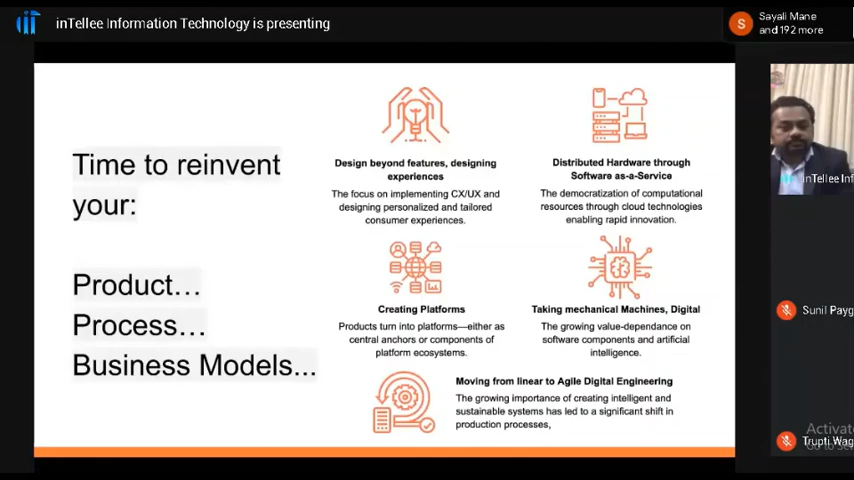 inTellee Information Technology is presenting
Sayali Mane
and 192 more
S
Time to reinvent
your:
Product...
Process...
Business Models...
Design beyond features, designing
experiences
The focus on implementing CX/UX and
designing personalized and tailored
consumer experiences.
Distributed Hardware through
Software as-a-Service
The democratization of computational
resources through cloud technologies
enabling rapid innovation.
Creating Platforms
Products turn into platforms—either as
central anchors or components of
platform ecosystems.
Taking mechanical Machines, Digital
The growing value-dependance on
software components and artificial
intelligence.
Moving from linear to Agile Digital Engineering
The growing importance of creating intelligent and
sustainable systems has led to a significant shift in
production processes,
inTellee Inf
Sunil Payg
Activat
Go to Se
Trupti Wag